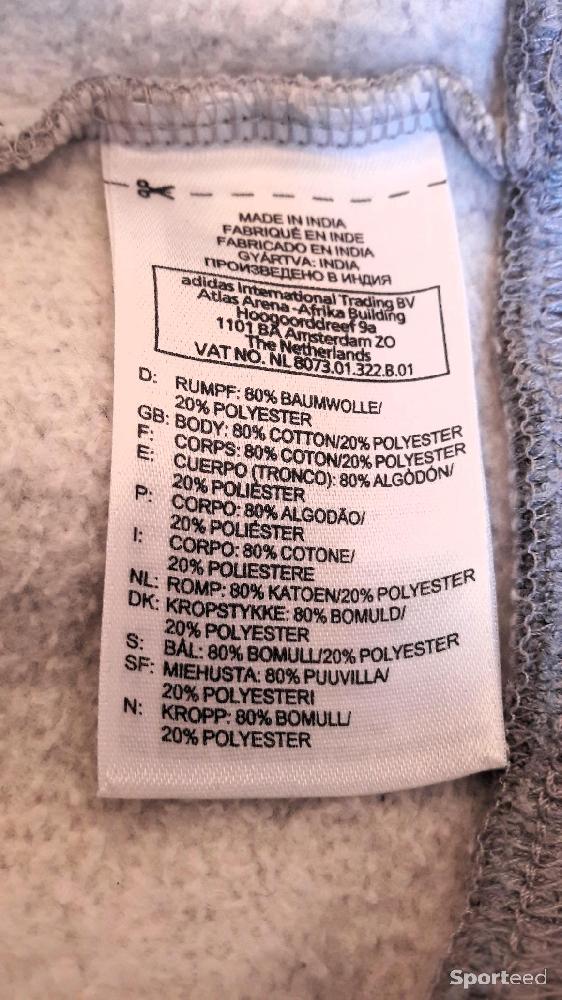 MADE IN INDIA
FABRIQUÉ EN INDE
FABRICADO EN INDIA
GYÁRTVA: INDIA
ПРОИЗВЕДЕНО В ИНДИЯ
adidas International Trading BV
Atlas Arena -Afrika Building
Hoogoorddreef 9a
1101 BA Amsterdam ZO
The Netherlands
VAT NO. NL 8073.01.322.B.01
D: RUMPF: 80% BAUMWOLLE/
20% POLYESTER
GB: BODY: 80% COTTON/20% POLYESTER
F: CORPS: 80% COTON/20% POLYESTER
E: CUERPO (TRONCO): 80% ALGODÓN/
20% POLIÉSTER
P: CORPO: 80% ALGODÃO/
20% POLIÉSTER
I: CORPO: 80% COTONE/
20% POLIESTERE
NL: ROMP: 80% KATOEN/20% POLYESTER
DK: KROPSTYKKE: 80% BOMULD/
20% POLYESTER
S: BÅL: 80% BOMULL/20% POLYESTER
SF: MIEHUSTA: 80% PUUVILLA/
20% POLYESTERI
N: KROPP: 80% BOMULL/
20% POLYESTER
Sporteed